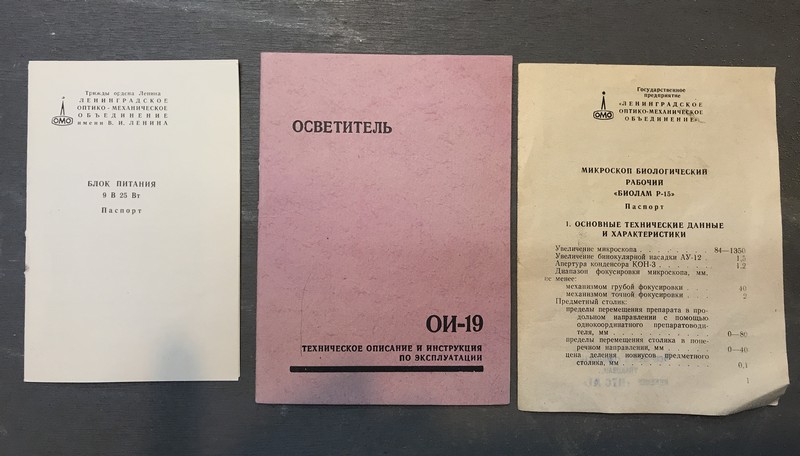 Трижды ордена Ленина
ЛЕНИНГРАДСКОЕ
ОПТИКО-МЕХАНИЧЕСКОЕ
ОБЪЕДИНЕНИЕ
имени В. И. ЛЕНИНА
ЛОМО
БЛОК ПИТАНИЯ
9 В 25 Вт
Паспорт
ОСВЕТИТЕЛЬ
ОИ-19
ТЕХНИЧЕСКОЕ ОПИСАНИЕ И ИНСТРУКЦИЯ
ПО ЭКСПЛУАТАЦИИ
Государственное
предприятие
«ЛЕНИНГРАДСКОЕ
ОПТИКО-МЕХАНИЧЕСКОЕ
ОБЪЕДИНЕНИЕ»
ЛОМО
МИКРОСКОП БИОЛОГИЧЕСКИЙ
РАБОЧИЙ
«БИОЛАМ Р-15»
Паспорт
1. ОСНОВНЫЕ ТЕХНИЧЕСКИЕ ДАННЫЕ
И ХАРАКТЕРИСТИКИ
Увеличение микроскопа . . . . . . . 84—1350
Увеличение бинокулярной насадки АУ-12 . 1,5
Апертура конденсора КОН-3 . . . . . 1,2
Диапазон фокусировки микроскопа, мм,
не менее:
механизмом грубой фокусировки . . . 40
механизмом точной фокусировки . . . 2
Предметный столик:
пределы перемещения препарата в про-
дольном направлении с помощью
однокоординатного препаратоводи-
теля, мм . . . . . . . . . 0—80
пределы перемещения столика в попе-
речном направлении, мм . . . . . 0—40
цена деления нониусов предметного
столика, мм . . . . . . . . 0,1
1